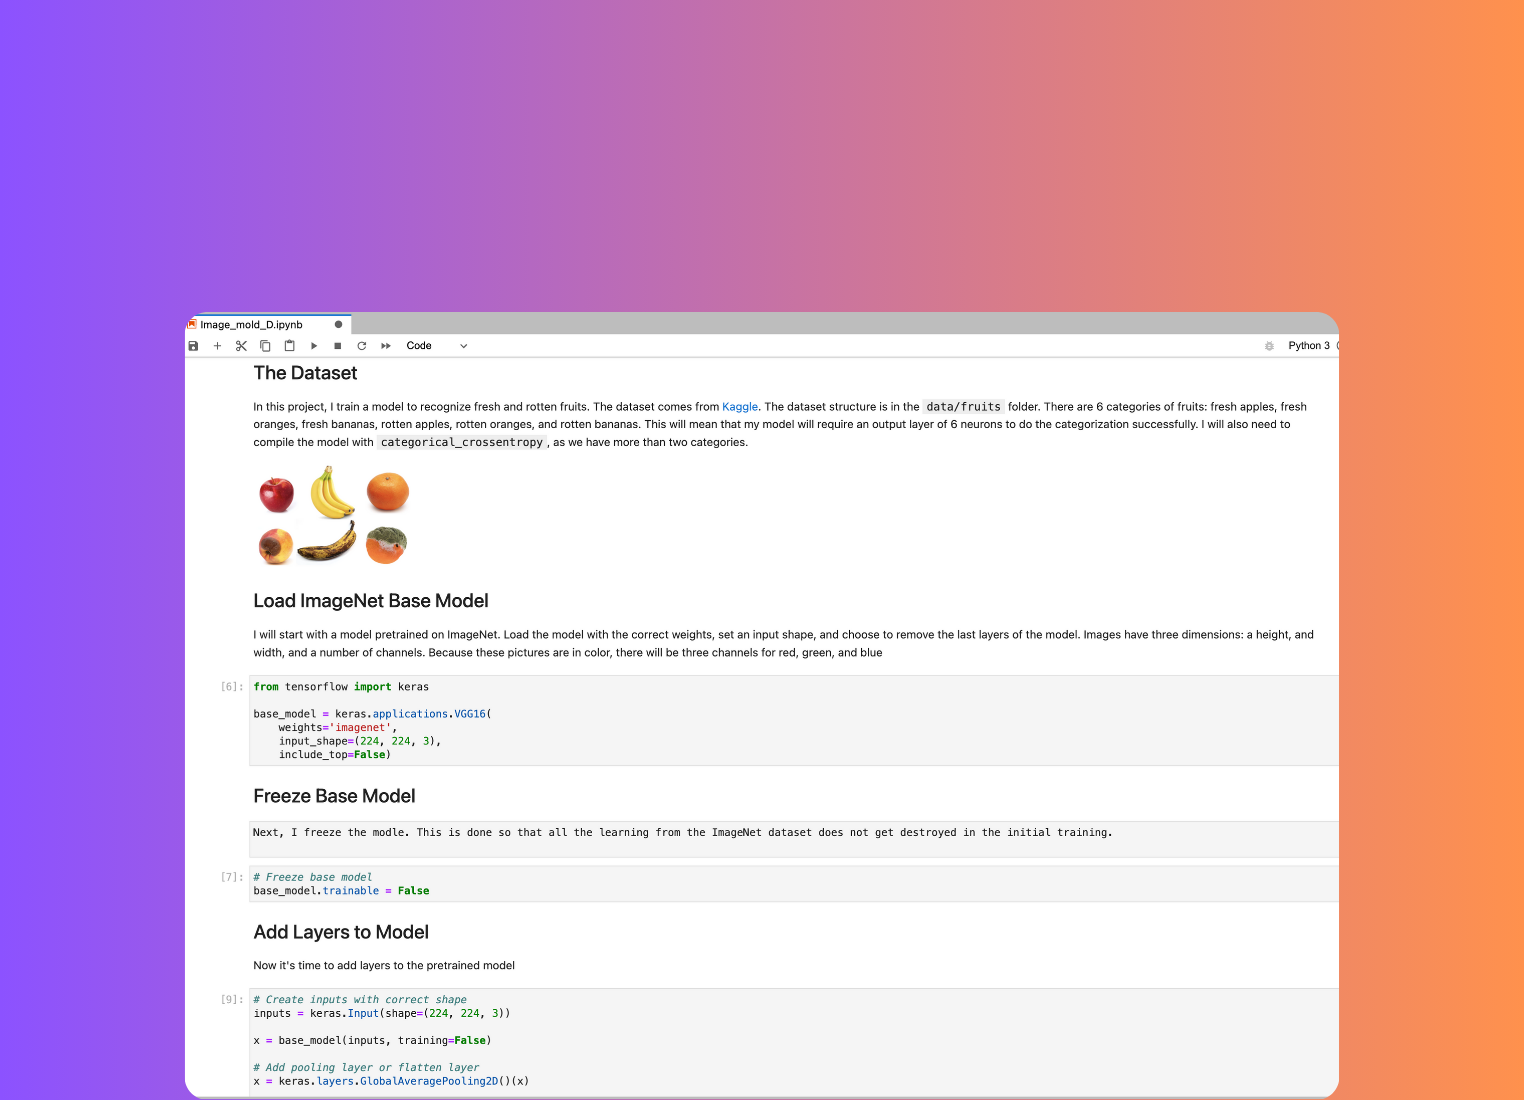 Image_mold_D.ipynb
Code
Python 3
The Dataset
In this project, I train a model to recognize fresh and rotten fruits. The dataset comes from Kaggle. The dataset structure is in the data/fruits folder. There are 6 categories of fruits: fresh apples, fresh
oranges, fresh bananas, rotten apples, rotten oranges, and rotten bananas. This will mean that my model will require an output layer of 6 neurons to do the categorization successfully. I will also need to
compile the model with categorical_crossentropy, as we have more than two categories.
Load ImageNet Base Model
I will start with a model pretrained on ImageNet. Load the model with the correct weights, set an input shape, and choose to remove the last layers of the model. Images have three dimensions: a height, and
width, and a number of channels. Because these pictures are in color, there will be three channels for red, green, and blue
[6]: from tensorflow import keras
base_model = keras.applications.VGG16(
weights='imagenet',
input_shape=(224, 224, 3),
include_top=False)
Freeze Base Model
Next, I freeze the modle. This is done so that all the learning from the ImageNet dataset does not get destroyed in the initial training.
[7]: # Freeze base model
base_model.trainable = False
Add Layers to Model
Now it's time to add layers to the pretrained model
[9]: # Create inputs with correct shape
inputs = keras.Input(shape=(224, 224, 3))
x = base_model(inputs, training=False)
# Add pooling layer or flatten layer
x = keras.layers.GlobalAveragePooling2D()(x)